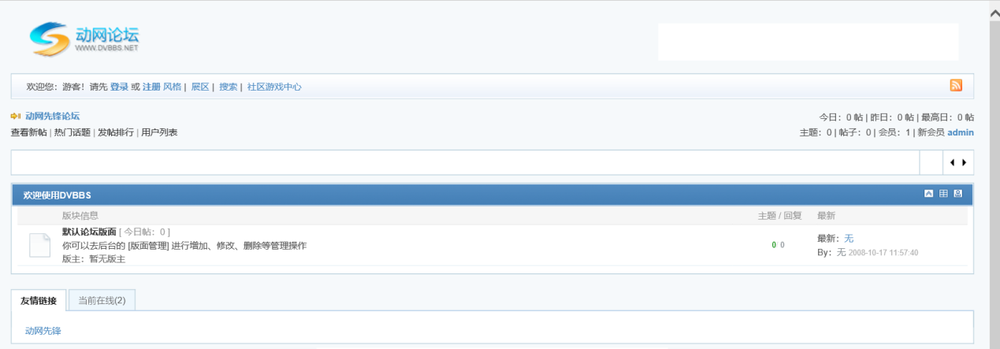 动网论坛
WWW.DVBBS.NET
欢迎您：游客！请先 登录 或 注册 风格 | 展区 | 搜索 | 社区游戏中心
动网先锋论坛
今日：0 帖 | 昨日：0 帖 | 最高日：0 帖
查看新帖 | 热门话题 | 发帖排行 | 用户列表
主题：0 | 帖子：0 | 会员：1 | 新会员 admin
欢迎使用DVBBS
版块信息 主题 / 回复 最新
默认论坛版面 [ 今日帖：0 ]
你可以去后台的 [版面管理] 进行增加、修改、删除等管理操作
版主：暂无版主
0 / 0
最新：无
By：无 2008-10-17 11:57:40
友情链接 当前在线(2)
动网先锋